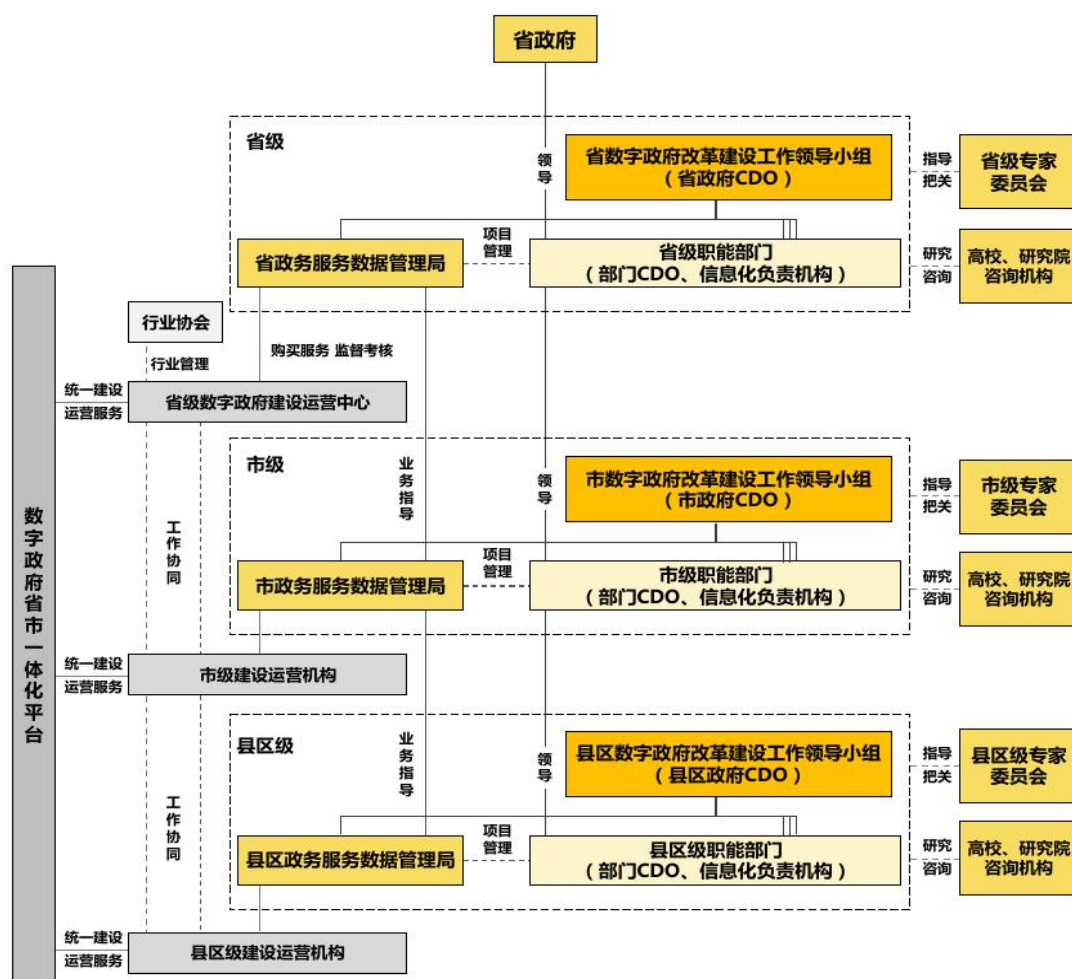 省政府
省级
领导
省数字政府改革建设工作领导小组
（省政府CDO）
指导
把关
省级专家
委员会
项目
管理
省政务服务数据管理局
省级职能部门
（部门CDO、信息化负责机构）
研究
咨询
高校、研究院
咨询机构
行业协会
行业管理
购买服务 监督考核
统一建设
运营服务
省级数字政府建设运营中心
数字政府省市一体化平台
工作协同
业务指导
市级
领导
市数字政府改革建设工作领导小组
（市政府CDO）
指导
把关
市级专家
委员会
项目
管理
市政务服务数据管理局
市级职能部门
（部门CDO、信息化负责机构）
研究
咨询
高校、研究院
咨询机构
统一建设
运营服务
市级建设运营机构
工作协同
业务指导
县区级
领导
县区数字政府改革建设工作领导小组
（县区政府CDO）
指导
把关
县区级专家
委员会
项目
管理
县区政务服务数据管理局
县区级职能部门
（部门CDO、信息化负责机构）
研究
咨询
高校、研究院
咨询机构
统一建设
运营服务
县区级建设运营机构